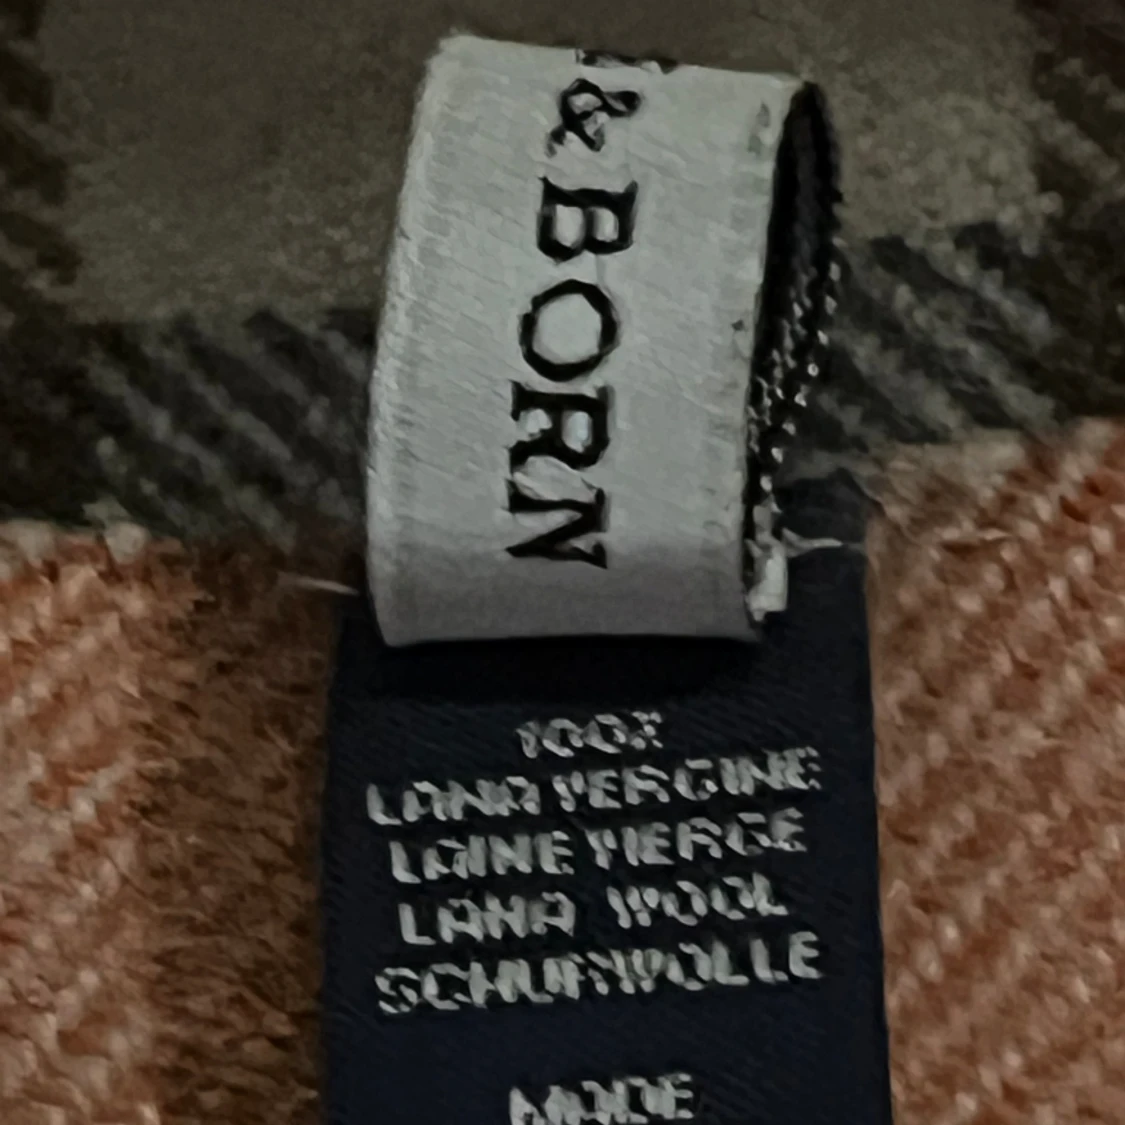 & BORN
100%
LANA VERGINE
LAINE VIERGE
LANA WOOL
SCHURWOLLE
MADE